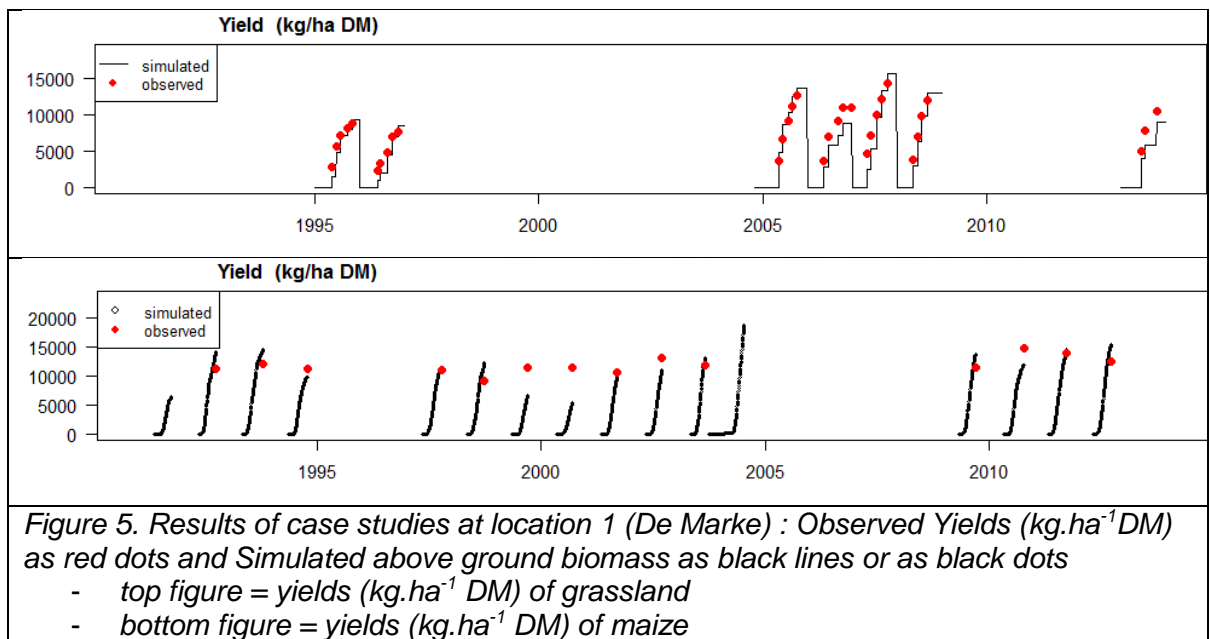 Yield (kg/ha DM)
simulated
observed
15000
10000
5000
0
1995 2000 2005 2010
Yield (kg/ha DM)
simulated
observed
20000
15000
10000
5000
0
1995 2000 2005 2010
Figure 5. Results of case studies at location 1 (De Marke) : Observed Yields (kg.ha⁻¹DM)
as red dots and Simulated above ground biomass as black lines or as black dots
- top figure = yields (kg.ha⁻¹ DM) of grassland
- bottom figure = yields (kg.ha⁻¹ DM) of maize